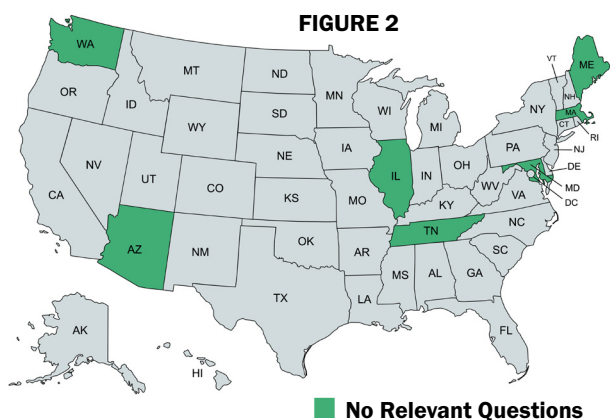 FIGURE 2
WA
MT
ND
MN
VT
ME
OR
ID
SD
WI
MI
NY
NH
MA
CT
RI
WY
IA
PA
NJ
NE
IL
IN
OH
DE
NV
UT
CO
KS
MO
WV
VA
MD
DC
CA
KY
AZ
NM
OK
AR
TN
NC
SC
MS
AL
GA
TX
LA
AK
HI
FL
No Relevant Questions